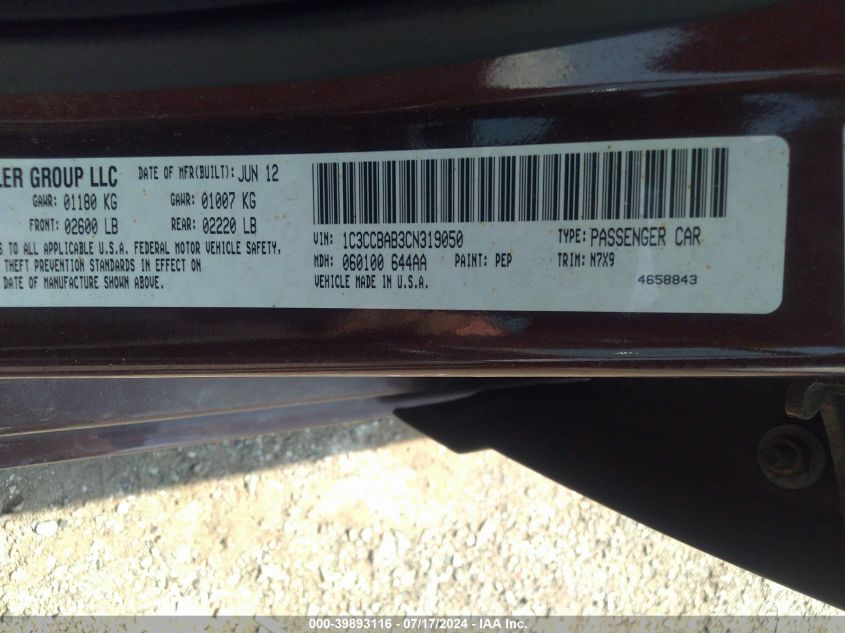 LER GROUP LLC DATE OF MFR(BUILT): JUN 12
GAWR: 01180 KG GAWR: 01007 KG
FRONT: 02600 LB REAR: 02220 LB
TO ALL APPLICABLE U.S.A. FEDERAL MOTOR VEHICLE SAFETY,
THEFT PREVENTION STANDARDS IN EFFECT ON
DATE OF MANUFACTURE SHOWN ABOVE.
VIN: 1C3CCBAB3CN319050 TYPE: PASSENGER CAR
MDH: 060100 644AA PAINT: PEP TRIM: N7X9
VEHICLE MADE IN U.S.A. 4658843
000-39893116 - 07/17/2024 - IAA Inc.